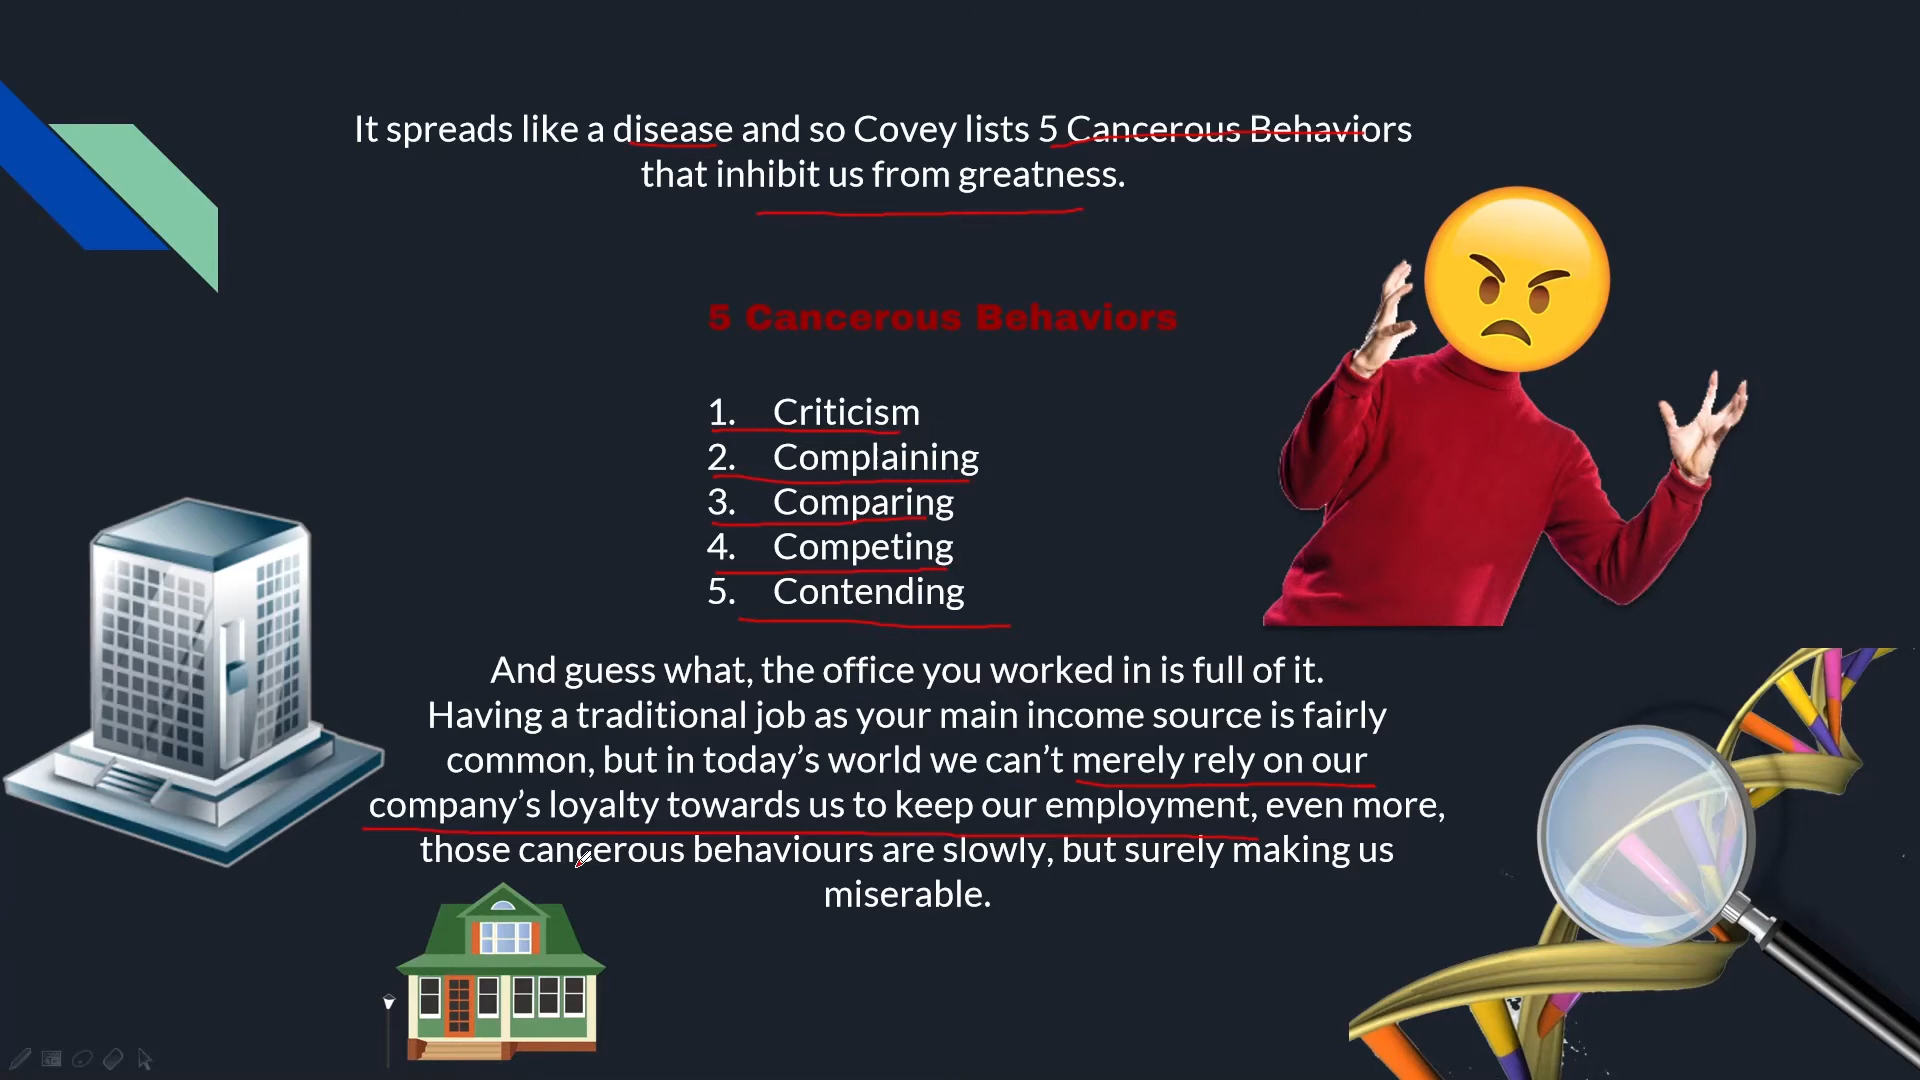 It spreads like a disease and so Covey lists 5 Cancerous Behaviors
that inhibit us from greatness.
5 Cancerous Behaviors
1. Criticism
2. Complaining
3. Comparing
4. Competing
5. Contending
And guess what, the office you worked in is full of it.
Having a traditional job as your main income source is fairly
common, but in today’s world we can’t merely rely on our
company’s loyalty towards us to keep our employment, even more,
those cancerous behaviours are slowly, but surely making us
miserable.